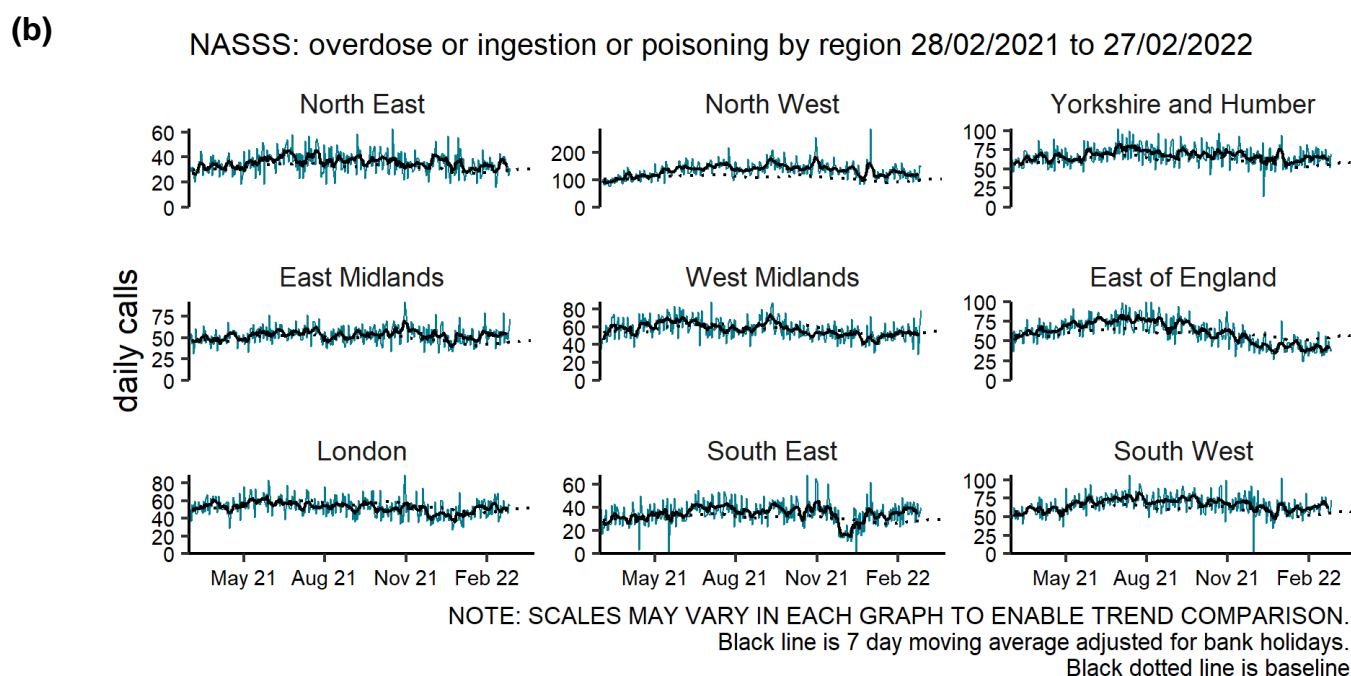 (b)
NASSS: overdose or ingestion or poisoning by region 28/02/2021 to 27/02/2022
North East
North West
Yorkshire and Humber
60
40
20
0
200
100
0
100
75
50
25
0
East Midlands
West Midlands
East of England
daily calls
75
50
25
0
80
60
40
20
0
100
75
50
25
0
London
South East
South West
80
60
40
20
0
60
40
20
0
100
75
50
25
0
May 21 Aug 21 Nov 21 Feb 22
May 21 Aug 21 Nov 21 Feb 22
May 21 Aug 21 Nov 21 Feb 22
NOTE: SCALES MAY VARY IN EACH GRAPH TO ENABLE TREND COMPARISON.
Black line is 7 day moving average adjusted for bank holidays.
Black dotted line is baseline